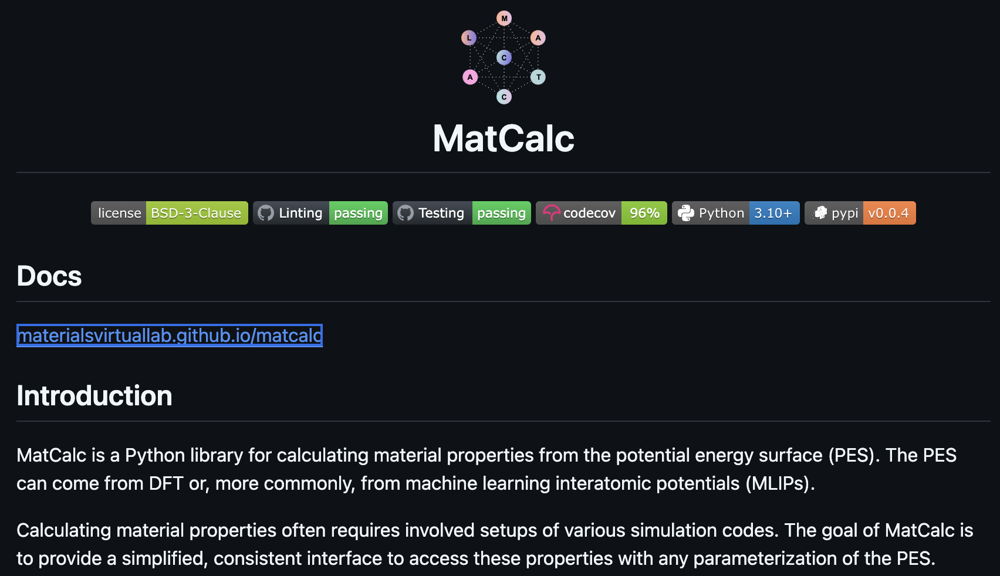 M
L
A
C
A
T
C
MatCalc
license BSD-3-Clause Linting passing Testing passing codecov 96% Python 3.10+ pypi v0.0.4
Docs
materialsvirtuallab.github.io/matcalc
Introduction
MatCalc is a Python library for calculating material properties from the potential energy surface (PES). The PES
can come from DFT or, more commonly, from machine learning interatomic potentials (MLIPs).
Calculating material properties often requires involved setups of various simulation codes. The goal of MatCalc is
to provide a simplified, consistent interface to access these properties with any parameterization of the PES.